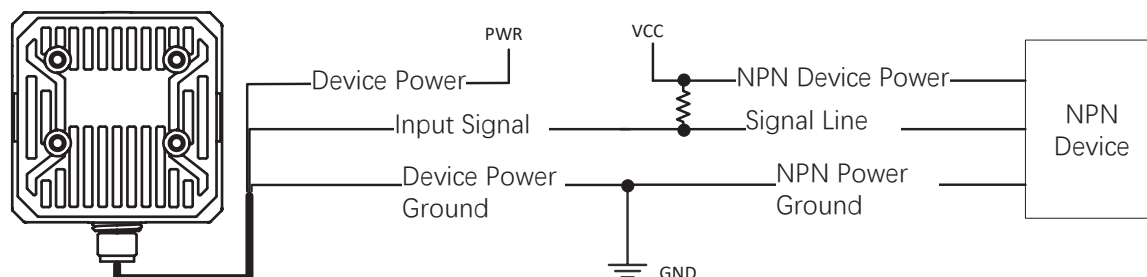 PWR
VCC
Device Power
NPN Device Power
Input Signal
Signal Line
NPN
Device
Device Power
Ground
NPN Power
Ground
GND